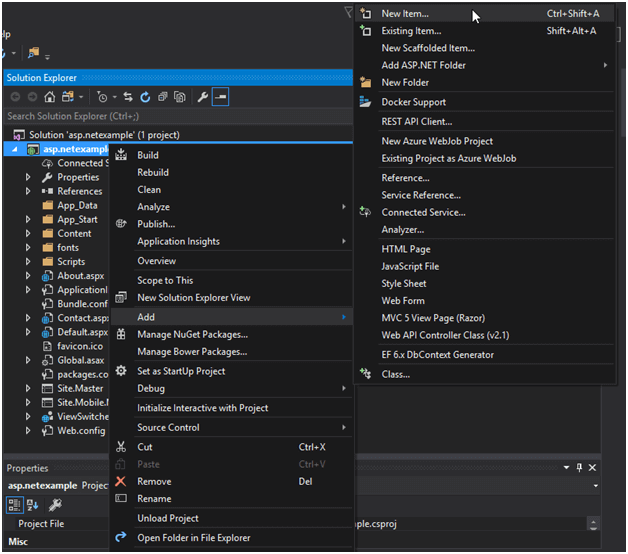 New Item... Ctrl+Shift+A
Existing Item... Shift+Alt+A
New Scaffolded Item...
Add ASP.NET Folder
New Folder
Docker Support
REST API Client...
New Azure WebJob Project
Existing Project as Azure WebJob
Reference...
Service Reference...
Connected Service...
Analyzer...
HTML Page
JavaScript File
Style Sheet
Web Form
MVC 5 View Page (Razor)
Web API Controller Class (v2.1)
EF 6.x DbContext Generator
Class...
Solution Explorer
Search Solution Explorer (Ctrl+;)
Solution 'asp.netexample' (1 project)
asp.netexample
Connected S
Properties
References
App_Data
App_Start
Content
fonts
Scripts
About.aspx
ApplicationI
Bundle.conf
Contact.aspx
Default.aspx
favicon.ico
Global.asax
packages.co
Site.Master
Site.Mobile.M
ViewSwitche
Web.config
Build
Rebuild
Clean
Analyze
Publish...
Application Insights
Overview
Scope to This
New Solution Explorer View
Add
Manage NuGet Packages...
Manage Bower Packages...
Set as StartUp Project
Debug
Initialize Interactive with Project
Source Control
Cut Ctrl+X
Paste Ctrl+V
Remove Del
Rename
Unload Project
Open Folder in File Explorer
Properties
asp.netexample Projec
Project File ple.csproj
Misc